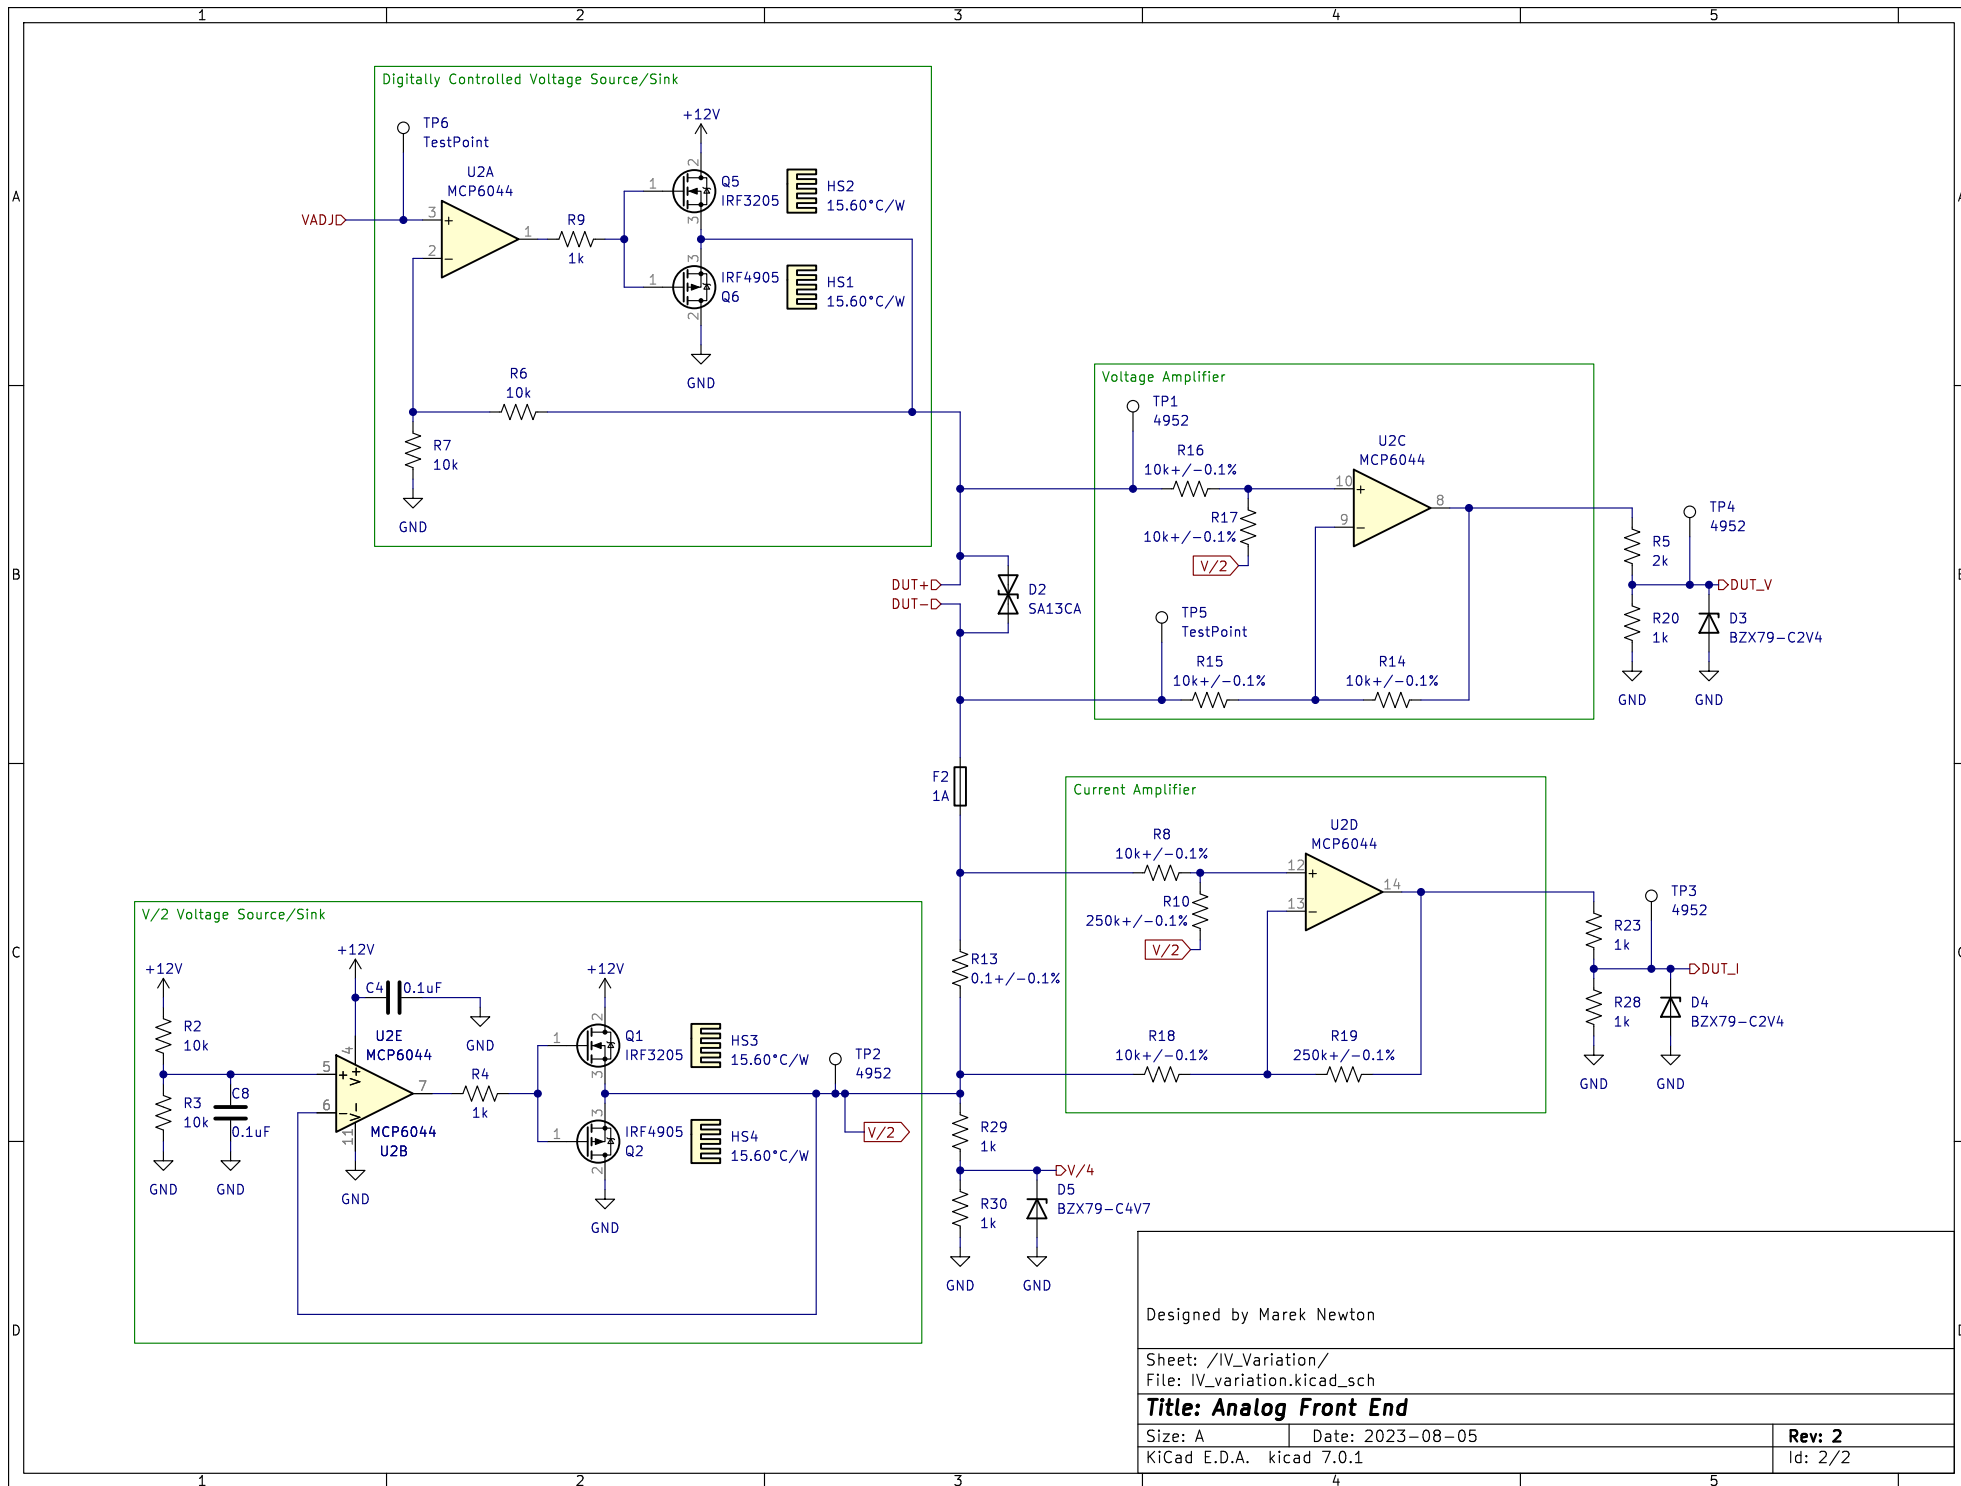 1 2 3 4 5
A
B
C
D
A
Digitally Controlled Voltage Source/Sink
TP6
TestPoint
U2A
MCP6044
VADJ
3
+
2
-
1
R9
1k
+12V
2
1
3
Q5
IRF3205
HS2
15.60°C/W
3
1
2
IRF4905
Q6
HS1
15.60°C/W
GND
R6
10k
R7
10k
GND
Voltage Amplifier
TP1
4952
R16
10k+/-0.1%
R17
10k+/-0.1%
V/2
U2C
MCP6044
10
+
9
-
8
TP5
TestPoint
R15
10k+/-0.1%
R14
10k+/-0.1%
DUT+
DUT-
D2
SA13CA
R5
2k
TP4
4952
DUT_V
R20
1k
D3
BZX79-C2V4
GND
GND
F2
1A
Current Amplifier
R8
10k+/-0.1%
R10
250k+/-0.1%
V/2
U2D
MCP6044
12
+
13
-
14
R13
0.1+/-0.1%
R18
10k+/-0.1%
R19
250k+/-0.1%
R23
1k
TP3
4952
DUT_I
R28
1k
D4
BZX79-C2V4
GND
GND
V/2 Voltage Source/Sink
+12V
R2
10k
R3
10k
C8
0.1uF
GND
GND
+12V
C4
0.1uF
GND
U2E
MCP6044
4
5
+
V+
6
-
V-
11
7
MCP6044
U2B
GND
R4
1k
+12V
2
1
3
Q1
IRF3205
HS3
15.60°C/W
3
1
2
IRF4905
Q2
HS4
15.60°C/W
GND
TP2
4952
V/2
R29
1k
V/4
R30
1k
D5
BZX79-C4V7
GND
GND
Designed by Marek Newton
Sheet: /IV_Variation/
File: IV_variation.kicad_sch
Title: Analog Front End
Size: A Date: 2023-08-05 Rev: 2
KiCad E.D.A. kicad 7.0.1 Id: 2/2
1 2 3 4 5